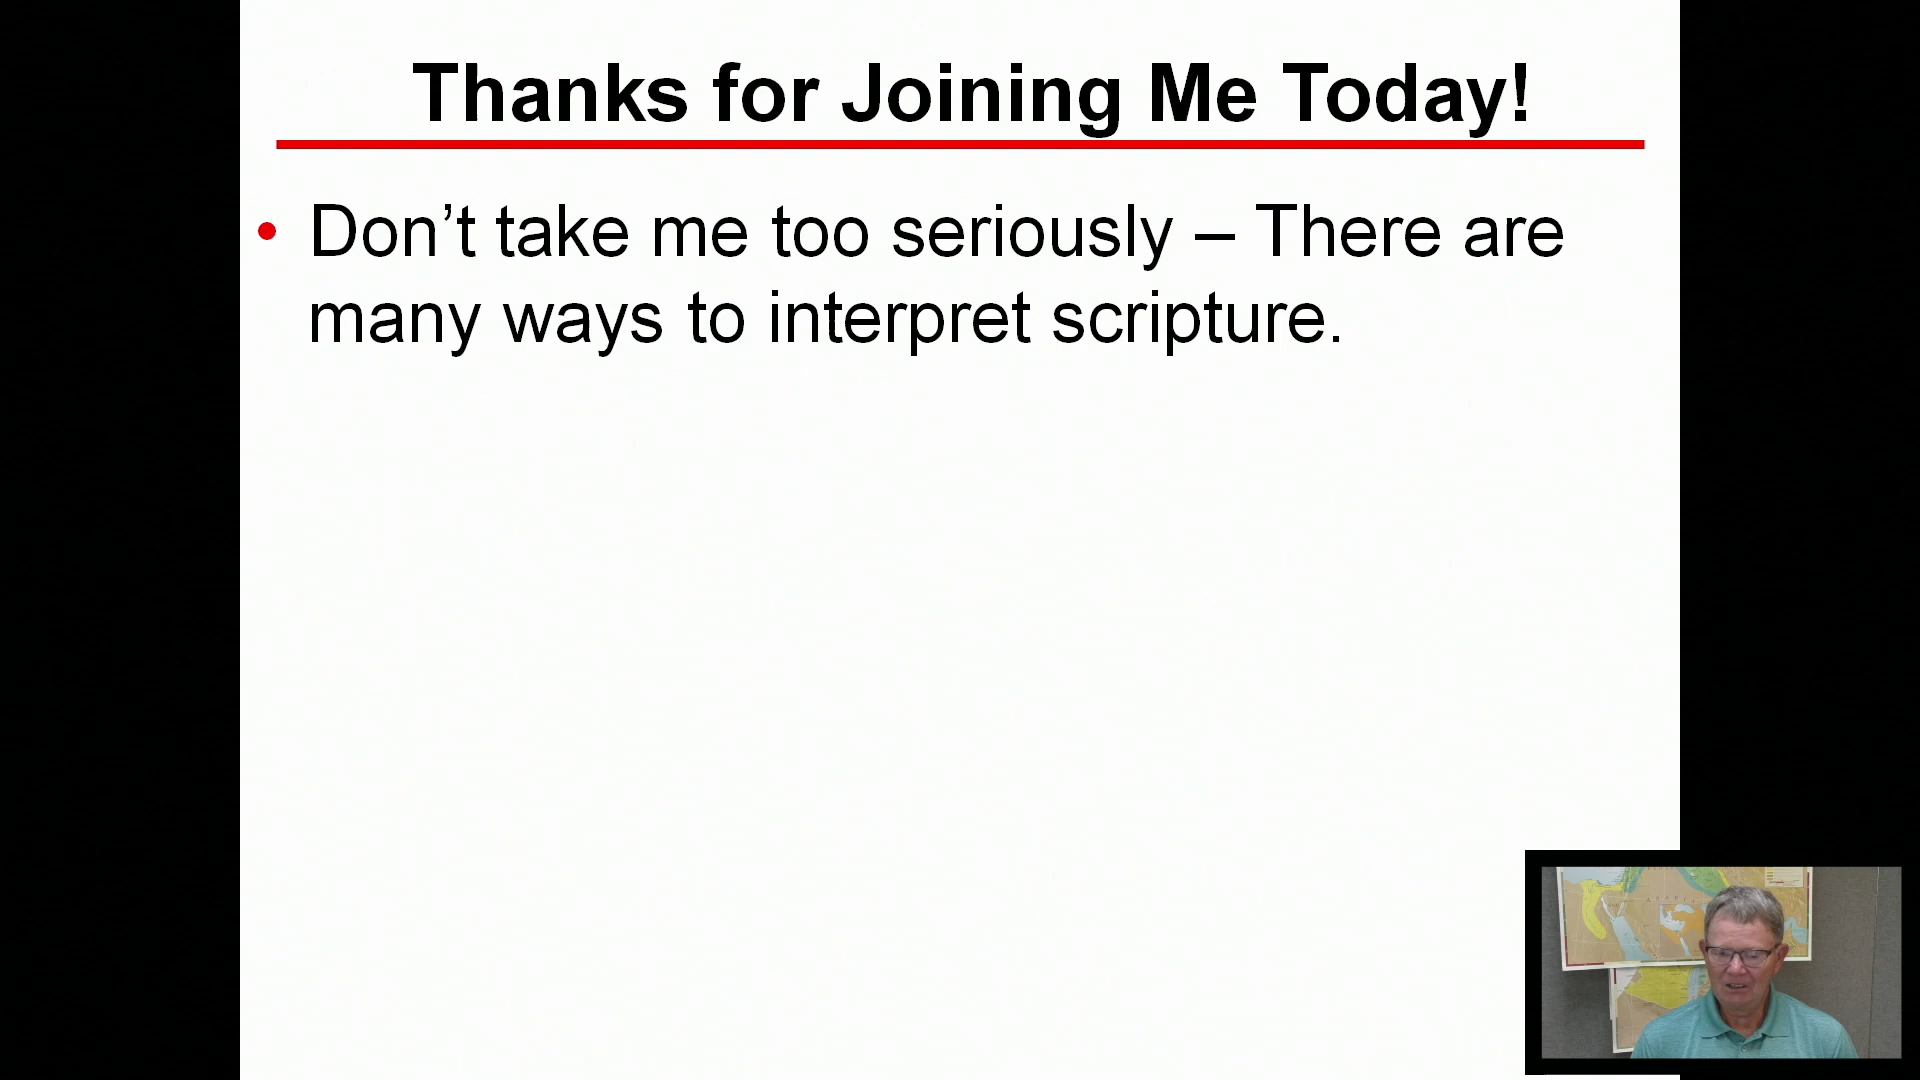 Thanks for Joining Me Today!
• Don’t take me too seriously – There are
many ways to interpret scripture.